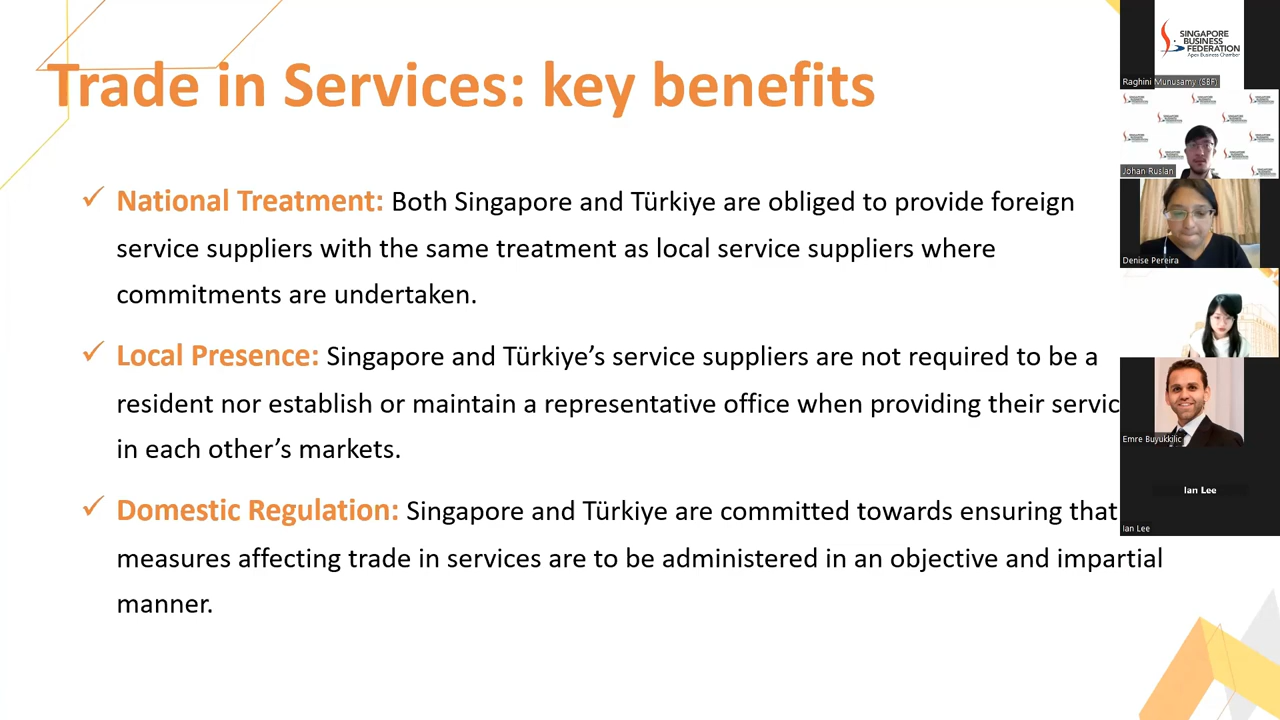 Trade in Services: key benefits
National Treatment: Both Singapore and Türkiye are obliged to provide foreign
service suppliers with the same treatment as local service suppliers where
commitments are undertaken.
Local Presence: Singapore and Türkiye’s service suppliers are not required to be a
resident nor establish or maintain a representative office when providing their servic
in each other’s markets.
Domestic Regulation: Singapore and Türkiye are committed towards ensuring that
measures affecting trade in services are to be administered in an objective and impartial
manner.
SINGAPORE
BUSINESS
FEDERATION
Apex Business Chamber
Raghini Munusamy (SBF)
Johan Ruslan
Denise Pereira
Emre Buyukkilic
Ian Lee
Ian Lee